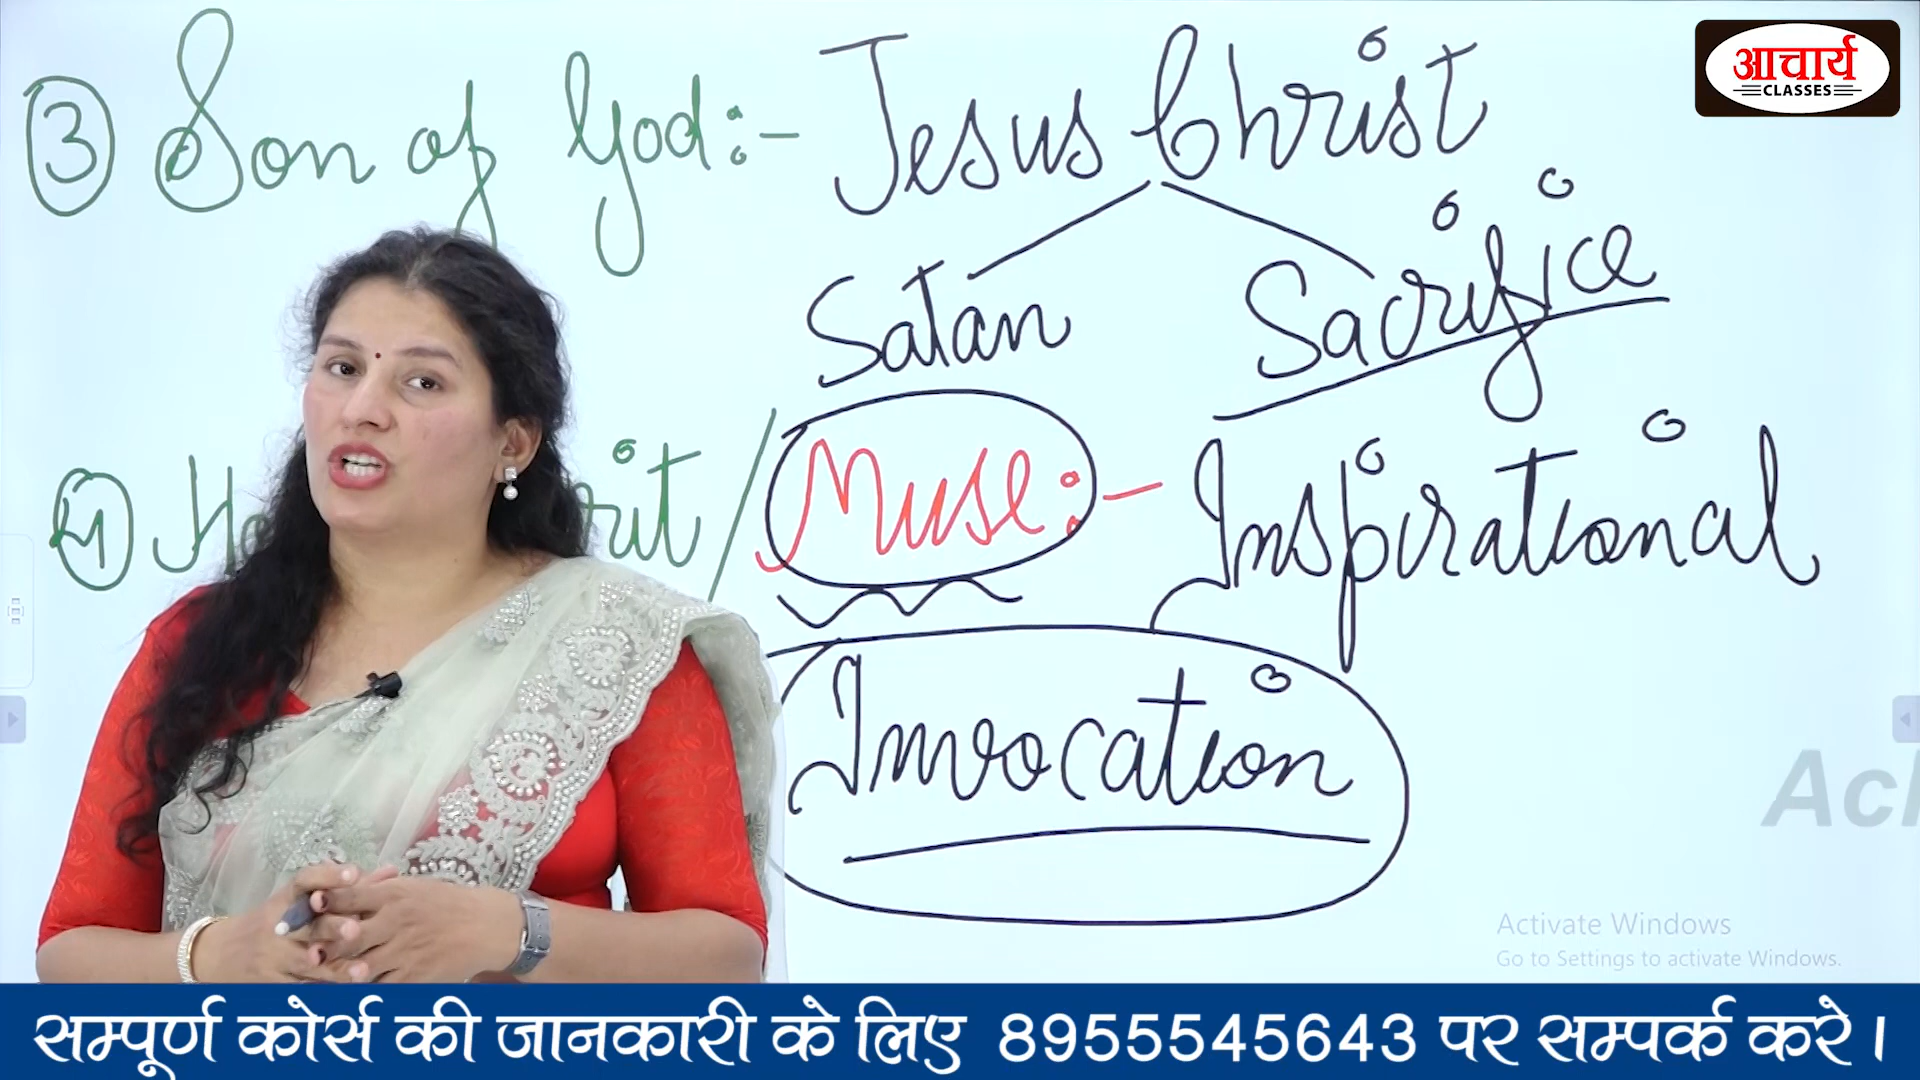 आचार्य
CLASSES
③ Son of God:- Jesus Christ
Satan Sacrifice
④ / Muse:- Inspirational
Invocation
Activate Windows
Go to Settings to activate Windows.
सम्पूर्ण कोर्स की जानकारी के लिए 8955545643 पर सम्पर्क करे।